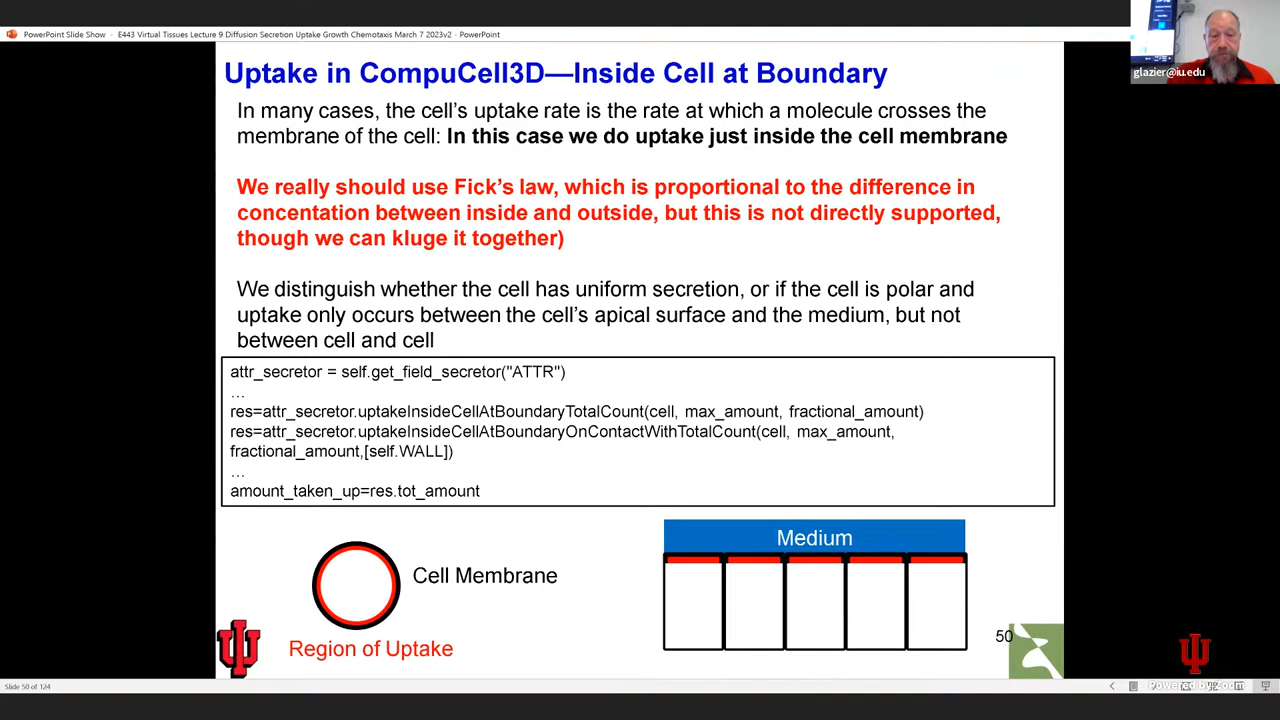 PowerPoint Slide Show - E443 Virtual Tissues Lecture 9 Diffusion Secretion Uptake Growth Chemotaxis March 7 2023v2 - PowerPoint
glazier@iu.edu
Uptake in CompuCell3D—Inside Cell at Boundary
In many cases, the cell's uptake rate is the rate at which a molecule crosses the
membrane of the cell: In this case we do uptake just inside the cell membrane
We really should use Fick's law, which is proportional to the difference in
concentation between inside and outside, but this is not directly supported,
though we can kluge it together)
We distinguish whether the cell has uniform secretion, or if the cell is polar and
uptake only occurs between the cell's apical surface and the medium, but not
between cell and cell
attr_secretor = self.get_field_secretor("ATTR")
…
res=attr_secretor.uptakeInsideCellAtBoundaryTotalCount(cell, max_amount, fractional_amount)
res=attr_secretor.uptakeInsideCellAtBoundaryOnContactWithTotalCount(cell, max_amount,
fractional_amount,[self.WALL])
…
amount_taken_up=res.tot_amount
Medium
Cell Membrane
Region of Uptake
50
Slide 50 of 124
Powered by Zoom